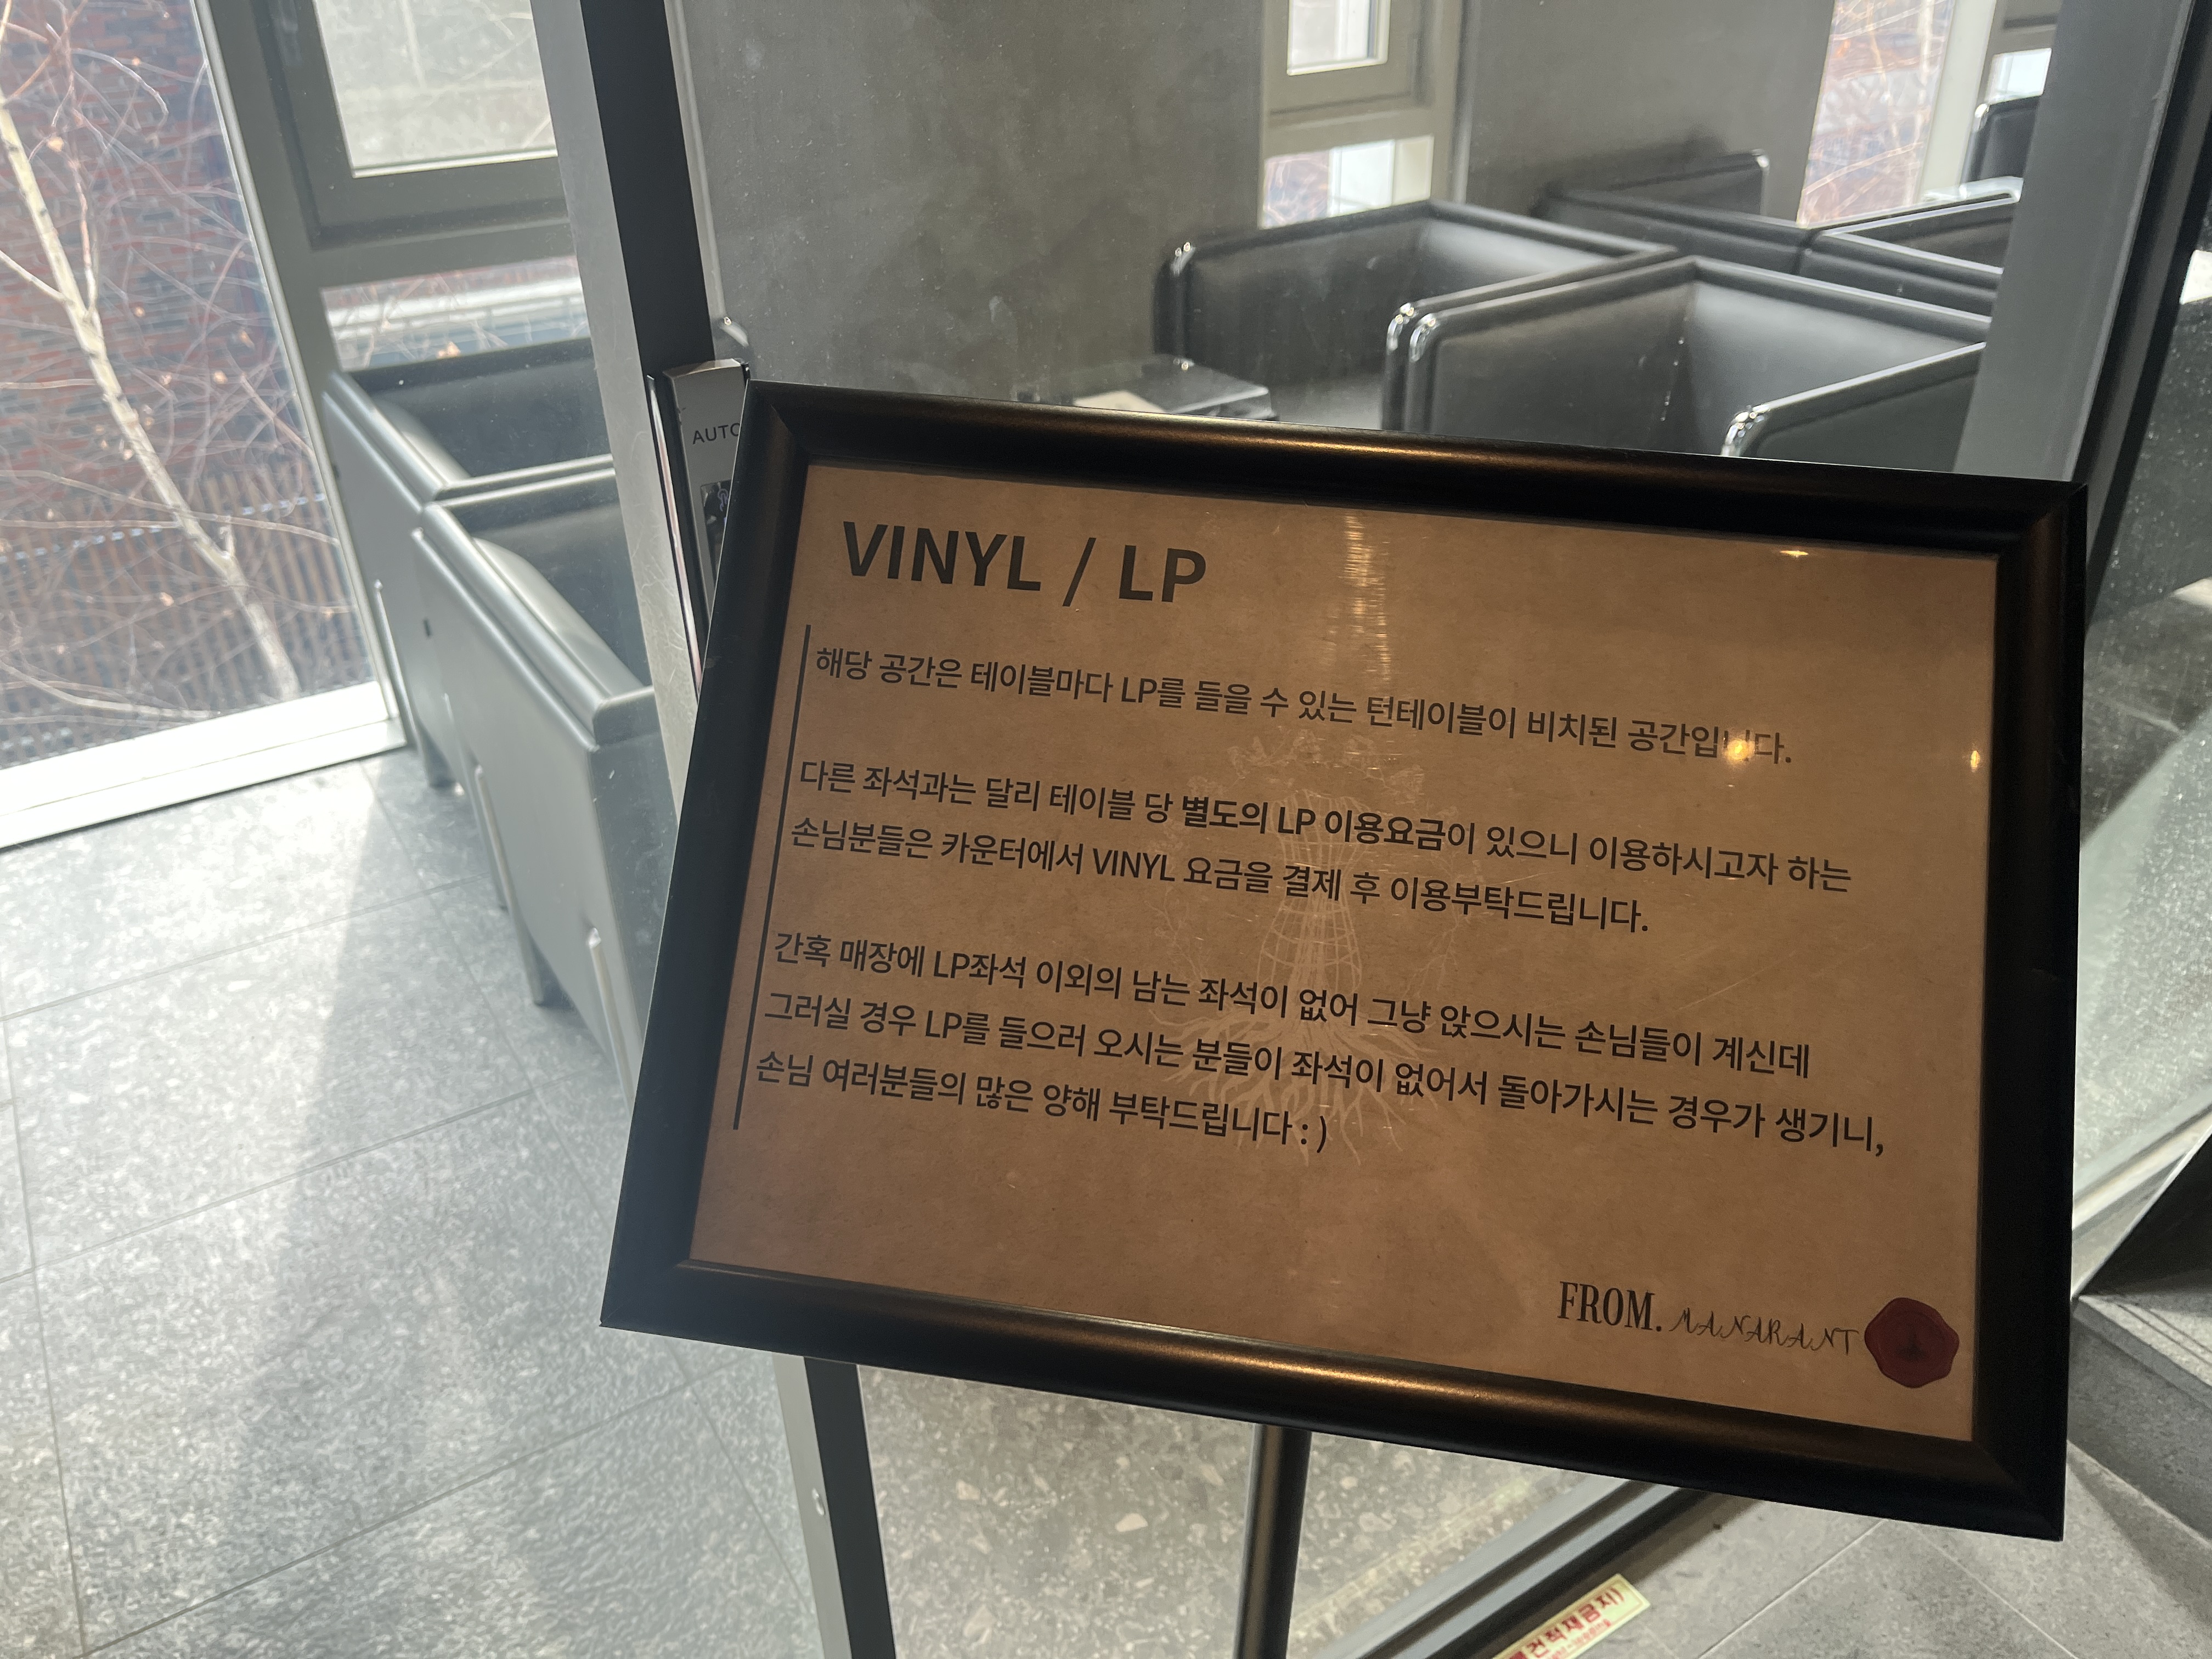 AUTO
VINYL / LP
해당 공간은 테이블마다 LP를 들을 수 있는 턴테이블이 비치된 공간입니다.
다른 좌석과는 달리 테이블 당 별도의 LP 이용요금이 있으니 이용하시고자 하는
손님분들은 카운터에서 VINYL 요금을 결제 후 이용부탁드립니다.
간혹 매장에 LP좌석 이외의 남는 좌석이 없어 그냥 앉으시는 손님들이 계신데
그러실 경우 LP를 들으러 오시는 분들이 좌석이 없어서 돌아가시는 경우가 생기니,
손님 여러분들의 많은 양해 부탁드립니다 : )
FROM. MANARANT
건적재금지)